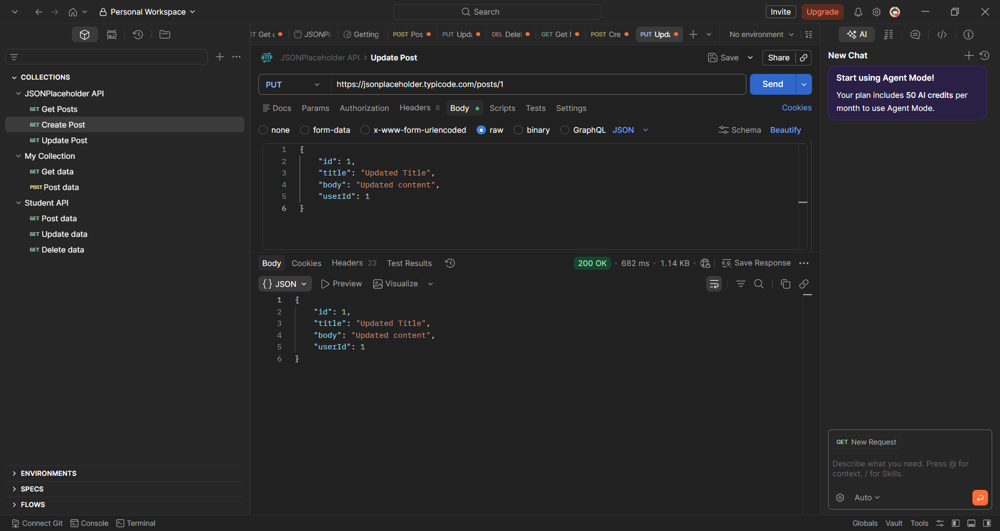 Personal Workspace
Search
Invite
Upgrade
ET Get
JSONPl
Getting
POST Pos
PUT Upd
DEL Dele
GET Get
POST Cre
PUT Upd
No environment
AI
COLLECTIONS
JSONPlaceholder API
GET Get Posts
GET Create Post
GET Update Post
My Collection
GET Get data
POST Post data
Student API
GET Post data
GET Update data
GET Delete data
ENVIRONMENTS
SPECS
FLOWS
HTTP JSONPlaceholder API > Update Post
Save
Share
PUT
https://jsonplaceholder.typicode.com/posts/1
Send
Docs Params Authorization Headers 8 Body Scripts Tests Settings
Cookies
none form-data x-www-form-urlencoded raw binary GraphQL JSON
Schema Beautify
1 {
2 "id": 1,
3 "title": "Updated Title",
4 "body": "Updated content",
5 "userId": 1
6 }
Body Cookies Headers 23 Test Results
200 OK • 682 ms • 1.14 KB •
e.g. Save Response
{} JSON Preview Visualize
1 {
2 "id": 1,
3 "title": "Updated Title",
4 "body": "Updated content",
5 "userId": 1
6 }
New Chat
Start using Agent Mode!
Your plan includes 50 AI credits per
month to use Agent Mode.
GET New Request
Describe what you need. Press @ for
context, / for Skills.
Auto
Connect Git Console Terminal
Globals Vault Tools